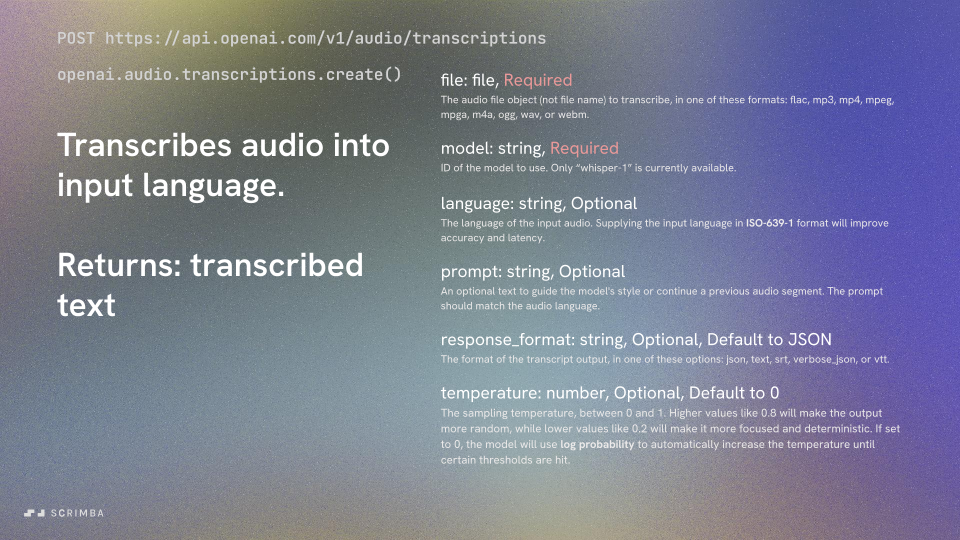 POST https://api.openai.com/v1/audio/transcriptions
openai.audio.transcriptions.create()
Transcribes audio into
input language.
Returns: transcribed
text
file: file, Required
The audio file object (not file name) to transcribe, in one of these formats: flac, mp3, mp4, mpeg,
mpga, m4a, ogg, wav, or webm.
model: string, Required
ID of the model to use. Only “whisper-1” is currently available.
language: string, Optional
The language of the input audio. Supplying the input language in ISO-639-1 format will improve
accuracy and latency.
prompt: string, Optional
An optional text to guide the model's style or continue a previous audio segment. The prompt
should match the audio language.
response_format: string, Optional, Default to JSON
The format of the transcript output, in one of these options: json, text, srt, verbose_json, or vtt.
temperature: number, Optional, Default to 0
The sampling temperature, between 0 and 1. Higher values like 0.8 will make the output
more random, while lower values like 0.2 will make it more focused and deterministic. If set
to 0, the model will use log probability to automatically increase the temperature until
certain thresholds are hit.
SCRIMBA